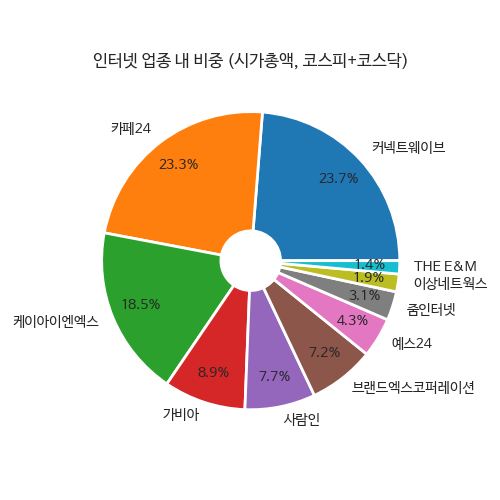 인터넷 업종 내 비중 (시가총액, 코스피+코스닥)
카페24
23.3%
커넥트웨이브
23.7%
케이아이엔엑스
18.5%
가비아
8.9%
사람인
7.7%
브랜드엑스코퍼레이션
7.2%
예스24
4.3%
줌인터넷
3.1%
이상네트웍스
1.9%
THE E&M
1.4%